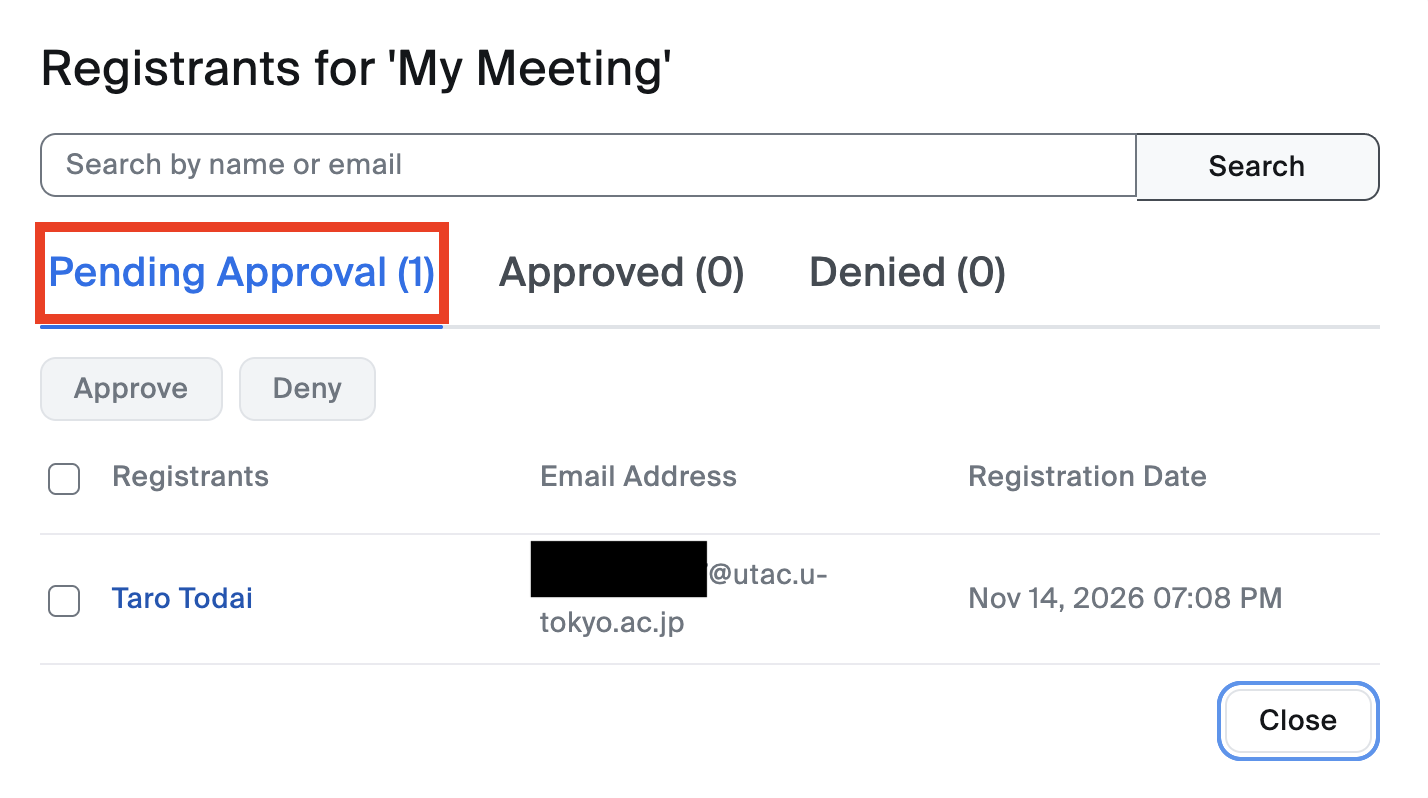 Registrants for 'My Meeting'
Search by name or email
Search
Pending Approval (1)
Approved (0)
Denied (0)
Approve
Deny
Registrants
Email Address
Registration Date
Taro Todai
@utac.u-
tokyo.ac.jp
Nov 14, 2026 07:08 PM
Close